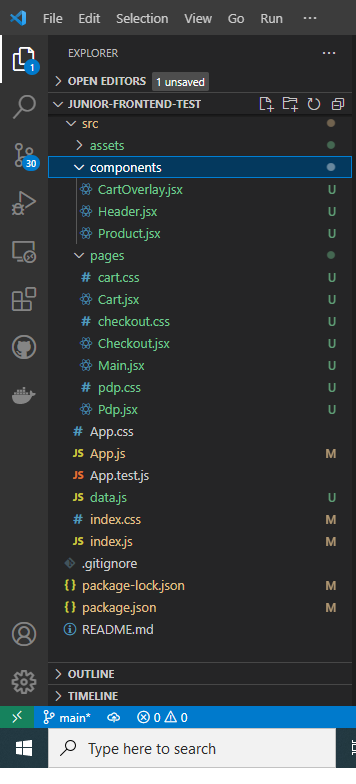 File Edit Selection View Go Run ···
EXPLORER ···
1
OPEN EDITORS 1 unsaved
JUNIOR-FRONTEND-TEST
src
assets
components
30
CartOverlay.jsx U
Header.jsx U
Product.jsx U
pages
# cart.css U
Cart.jsx U
# checkout.css U
Checkout.jsx U
Main.jsx U
# pdp.css U
Pdp.jsx U
# App.css
JS App.js M
JS App.test.js
JS data.js U
# index.css M
JS index.js M
.gitignore
{} package-lock.json M
{} package.json M
README.md
OUTLINE
TIMELINE
main* 0 0
Type here to search